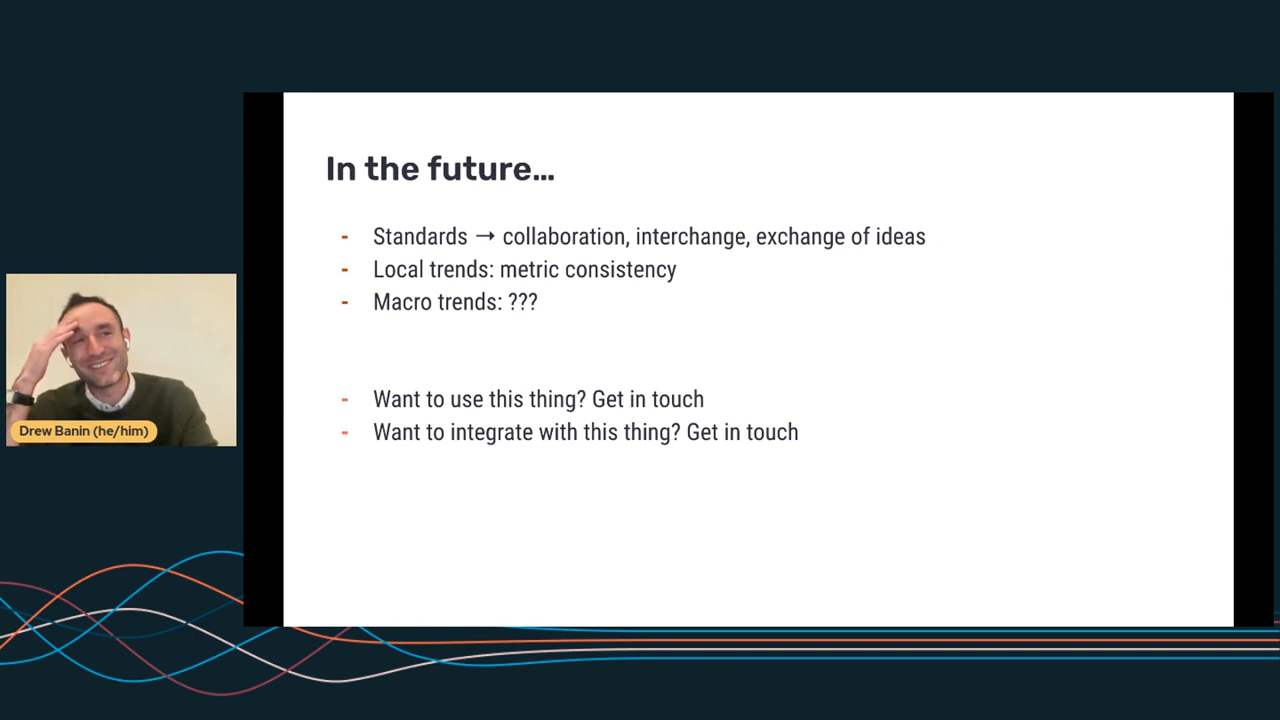 In the future…
- Standards → collaboration, interchange, exchange of ideas
- Local trends: metric consistency
- Macro trends: ???
- Want to use this thing? Get in touch
- Want to integrate with this thing? Get in touch
Drew Banin (he/him)